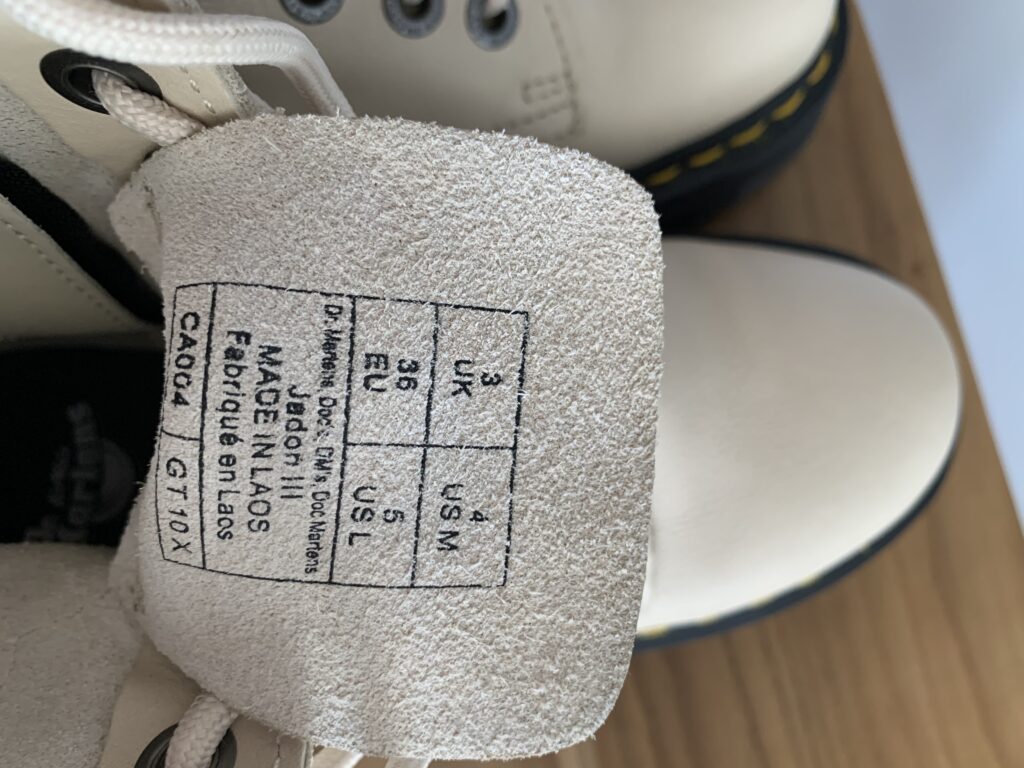 3 4
UK US M
36 5
EU US L
Dr. Martens, Doc's, DM's, Doc Martens
Jadon III
MADE IN LAOS
Fabriqué en Laos
CA004 GT10X